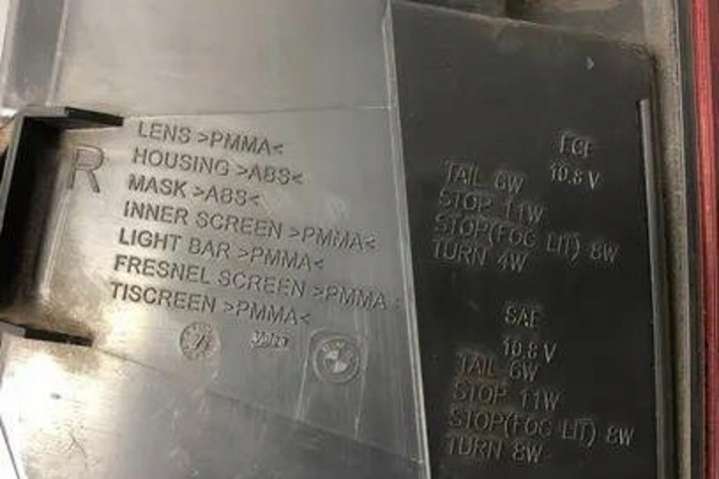 R
LENS >PMMA<
HOUSING >ABS<
MASK >ABS<
INNER SCREEN >PMMA<
LIGHT BAR >PMMA<
FRESNEL SCREEN >PMMA<
TISCREEN >PMMA<
BMW
ECE
10.8 V
TAIL 6W
STOP 11W
STOP(FOG LIT) 8W
TURN 4W
SAE
10.8 V
TAIL 6W
STOP 11W
STOP(FOG LIT) 8W
TURN 8W